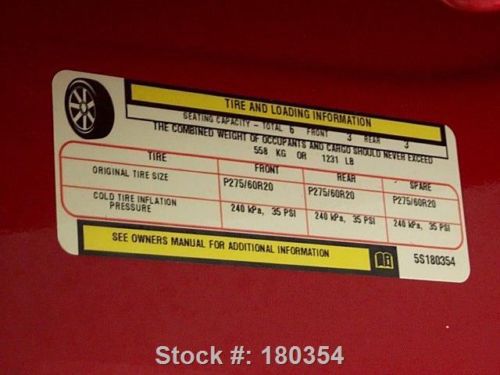 TIRE AND LOADING INFORMATION
SEATING CAPACITY - TOTAL 6 FRONT 3 REAR 3
THE COMBINED WEIGHT OF OCCUPANTS AND CARGO SHOULD NEVER EXCEED
558 KG OR 1231 LB
TIRE FRONT REAR SPARE
ORIGINAL TIRE SIZE P275/60R20 P275/60R20 P275/60R20
COLD TIRE INFLATION PRESSURE 240 kPa, 35 PSI 240 kPa, 35 PSI 240 kPa, 35 PSI
SEE OWNERS MANUAL FOR ADDITIONAL INFORMATION 5S180354
Stock #: 180354